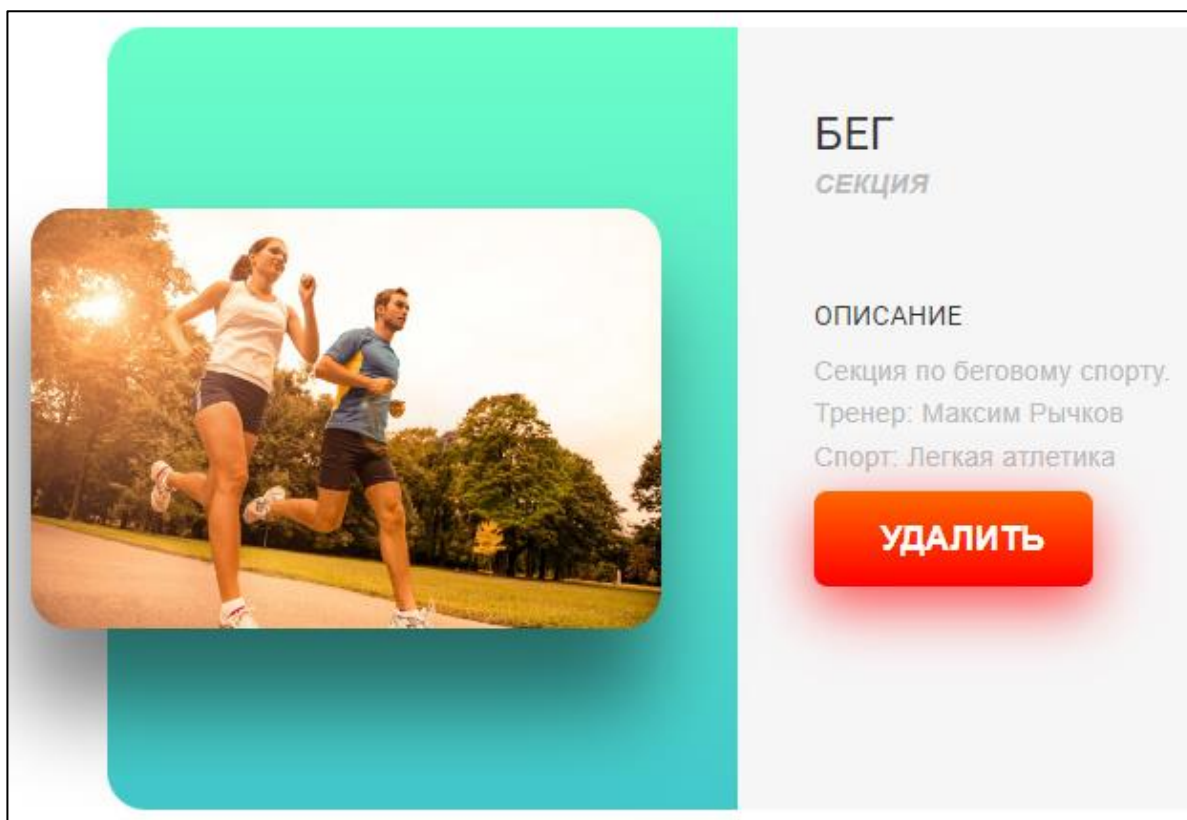 БЕГ
СЕКЦИЯ
ОПИСАНИЕ
Секция по беговому спорту.
Тренер: Максим Рычков
Спорт: Легкая атлетика
УДАЛИТЬ